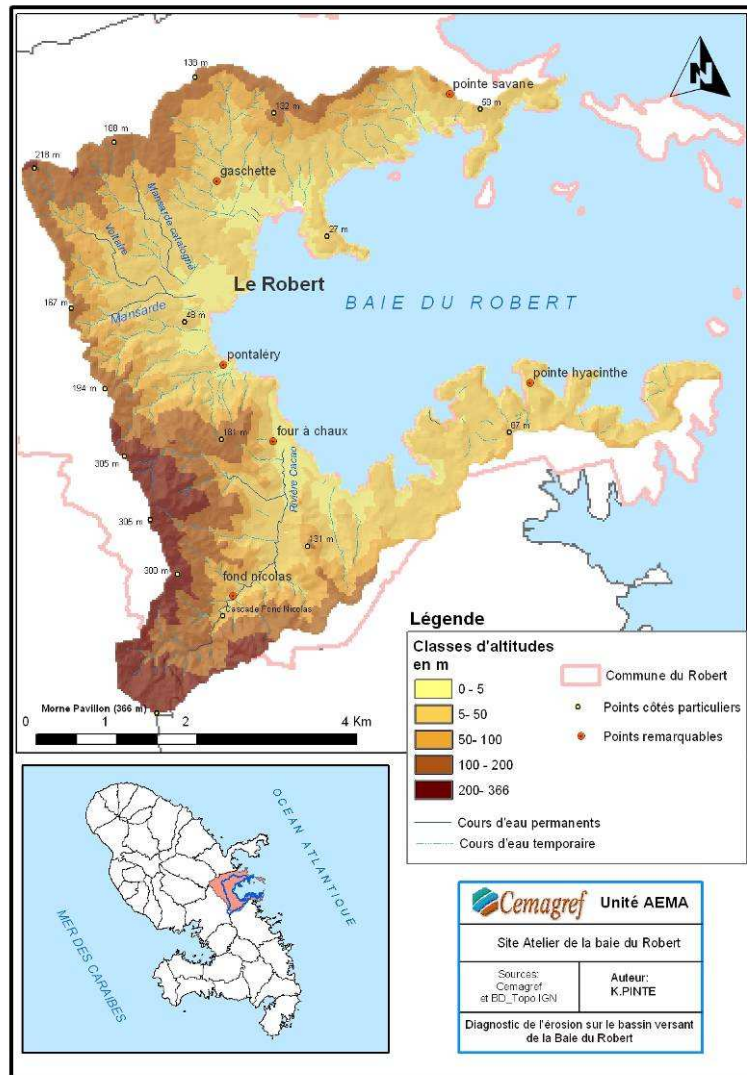 139 m
N
pointe savane
132 m
59 m
218 m
gaschette
Mansarde catalogne
Voltaire
27 m
Le Robert
BAIE DU ROBERT
167 m
Mansarde
48 m
pontaléry
pointe hyacinthe
194 m
181 m
four à chaux
67 m
305 m
Rivière Cacao
305 m
131 m
300 m
fond nicolas
Cascade Fond Nicolas
Morne Pavillon (366 m)
0 1 2 4 Km
Légende
Classes d'altitudes
en m
0 - 5
5- 50
50- 100
100 - 200
200- 366
Commune du Robert
Points côtés particuliers
Points remarquables
Cours d'eau permanents
Cours d'eau temporaire
OCEAN ATLANTIQUE
MER DES CARAIBES
Cemagref Unité AEMA
Site Atelier de la baie du Robert
Sources:
Cemagref
et BD_Topo IGN
Auteur:
K.PINTE
Diagnostic de l'érosion sur le bassin versant
de la Baie du Robert